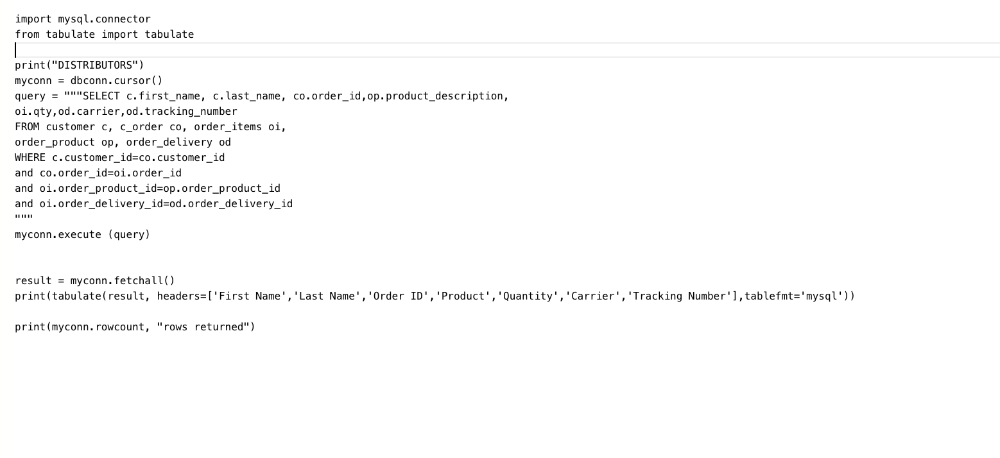 import mysql.connector
from tabulate import tabulate
print("DISTRIBUTORS")
myconn = dbconn.cursor()
query = """SELECT c.first_name, c.last_name, co.order_id,op.product_description,
oi.qty,od.carrier,od.tracking_number
FROM customer c, c_order co, order_items oi,
order_product op, order_delivery od
WHERE c.customer_id=co.customer_id
and co.order_id=oi.order_id
and oi.order_product_id=op.order_product_id
and oi.order_delivery_id=od.order_delivery_id
"""
myconn.execute (query)
result = myconn.fetchall()
print(tabulate(result, headers=['First Name','Last Name','Order ID','Product','Quantity','Carrier','Tracking Number'],tablefmt='mysql'))
print(myconn.rowcount, "rows returned")